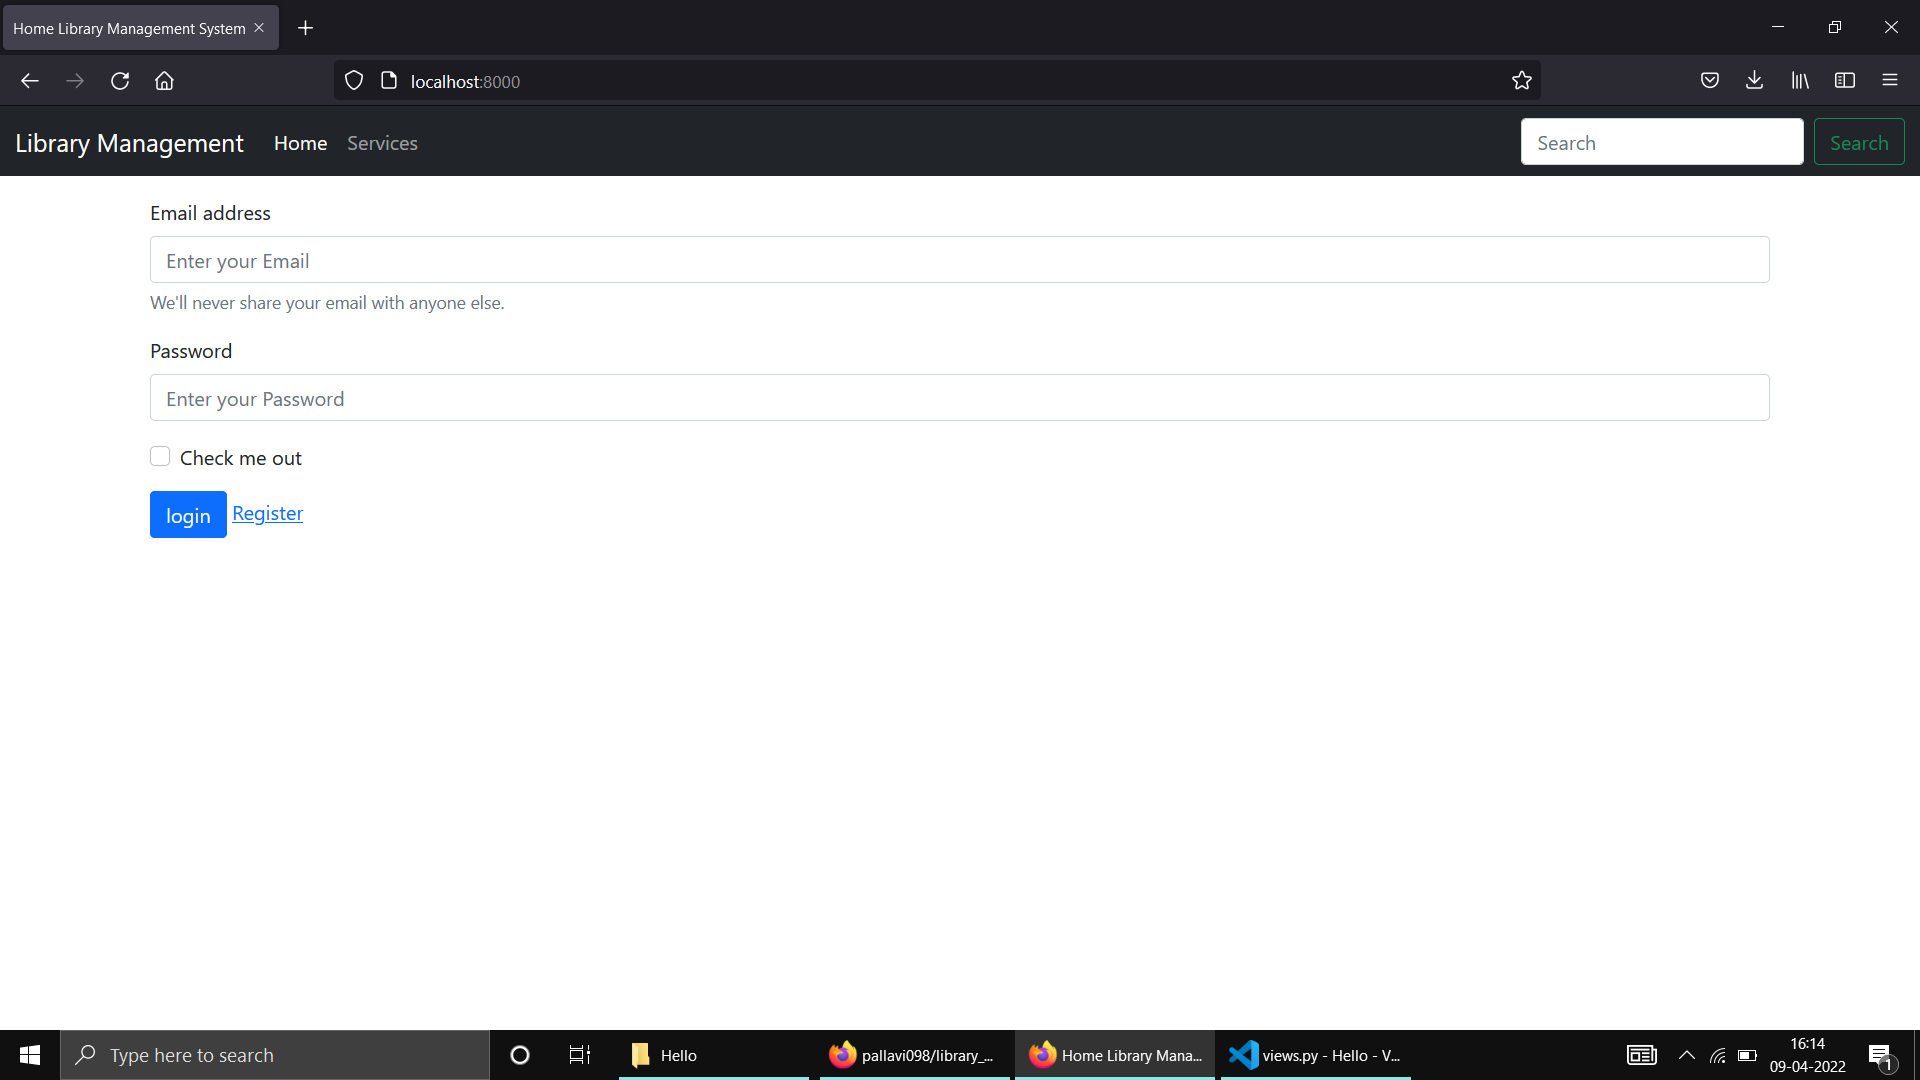 Home Library Management System
localhost:8000
Library Management Home Services Search Search
Email address
Enter your Email
We'll never share your email with anyone else.
Password
Enter your Password
Check me out
login Register
Type here to search Hello pallavi098/library_... Home Library Mana... views.py - Hello - V... 16:14
09-04-2022 1